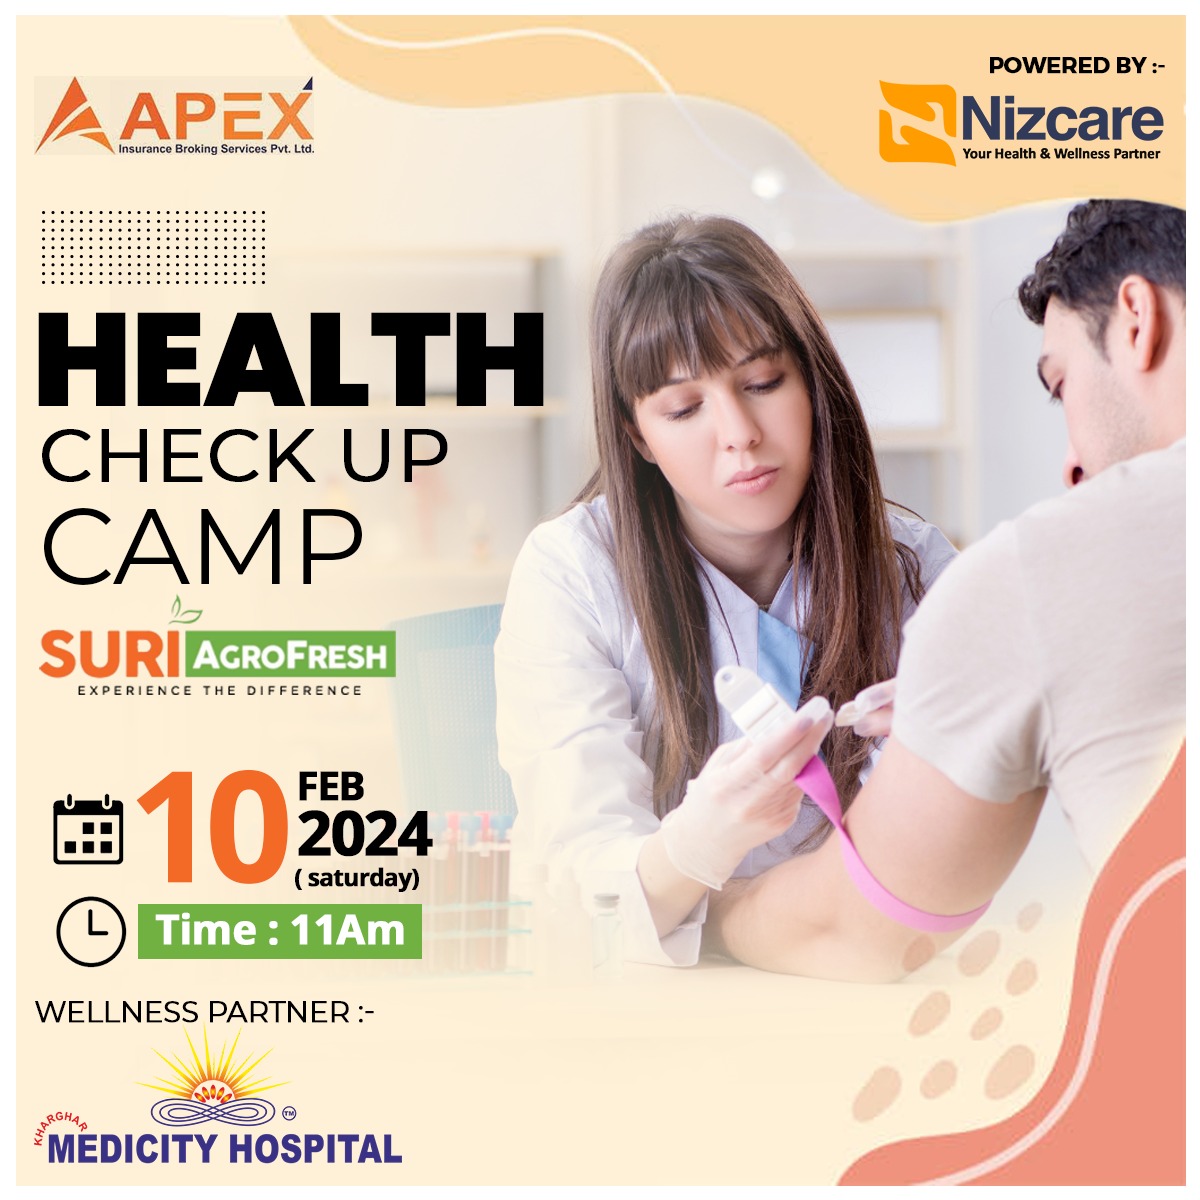 APEX
Insurance Broking Services Pvt. Ltd.
POWERED BY :-
Nizcare
Your Health & Wellness Partner
HEALTH
CHECK UP
CAMP
SURI AGROFRESH
EXPERIENCE THE DIFFERENCE
10 FEB
2024
( saturday)
Time : 11Am
WELLNESS PARTNER :-
TM
KHARGHAR
MEDICITY HOSPITAL